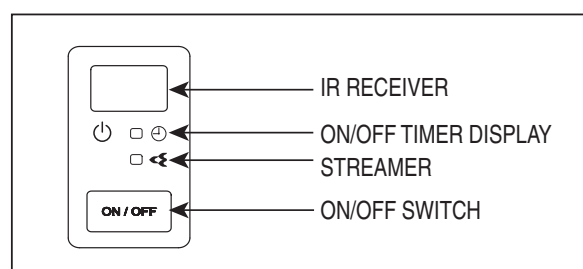 IR RECEIVER
ON/OFF TIMER DISPLAY
STREAMER
ON / OFF
ON/OFF SWITCH